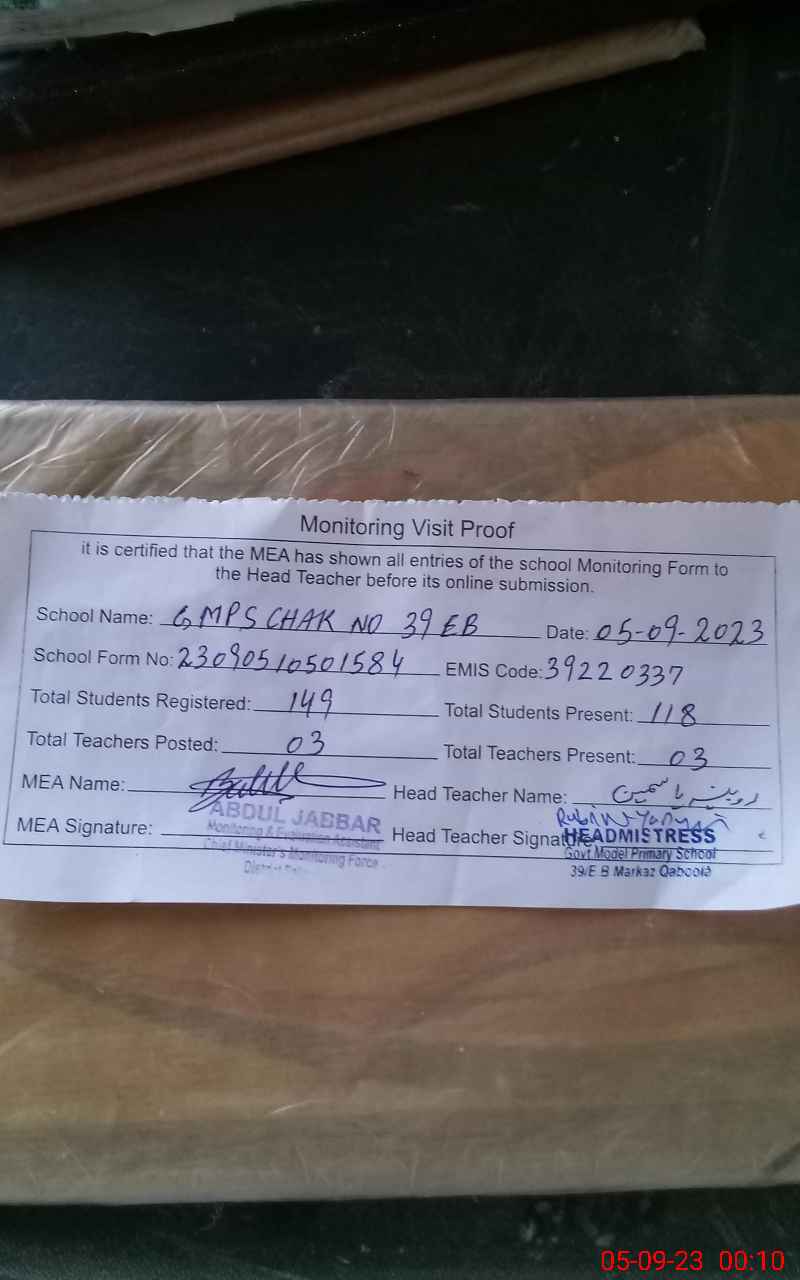 Monitoring Visit Proof
it is certified that the MEA has shown all entries of the school Monitoring Form to
the Head Teacher before its online submission.
School Name: GMPS CHAK NO 39 EB Date: 05-09-2023
School Form No: 23090510501584 EMIS Code: 39220337
Total Students Registered: 149 Total Students Present: 118
Total Teachers Posted: 03 Total Teachers Present: 03
MEA Name: Head Teacher Name: روبینہ یاسمین
ABDUL JABBAR
MEA Signature: Head Teacher Signature
Monitoring & Evaluation Assistant
Chief Minister's Monitoring Force
HEADMISTRESS
Govt Model Primary School
39/E B Markaz Qaboola
05-09-23 00:10